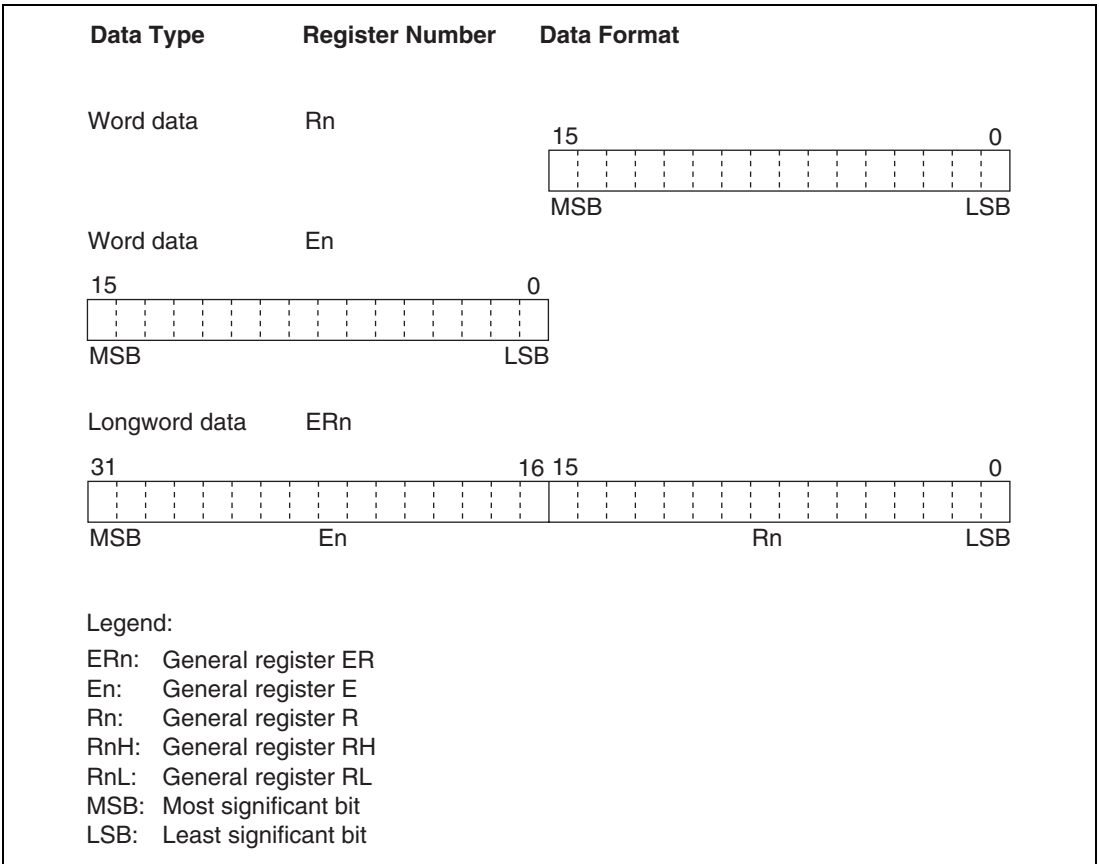 Data Type Register Number Data Format
Word data Rn
15 0
MSB LSB
Word data En
15 0
MSB LSB
Longword data ERn
31 16 15 0
MSB En Rn LSB
Legend:
ERn: General register ER
En: General register E
Rn: General register R
RnH: General register RH
RnL: General register RL
MSB: Most significant bit
LSB: Least significant bit